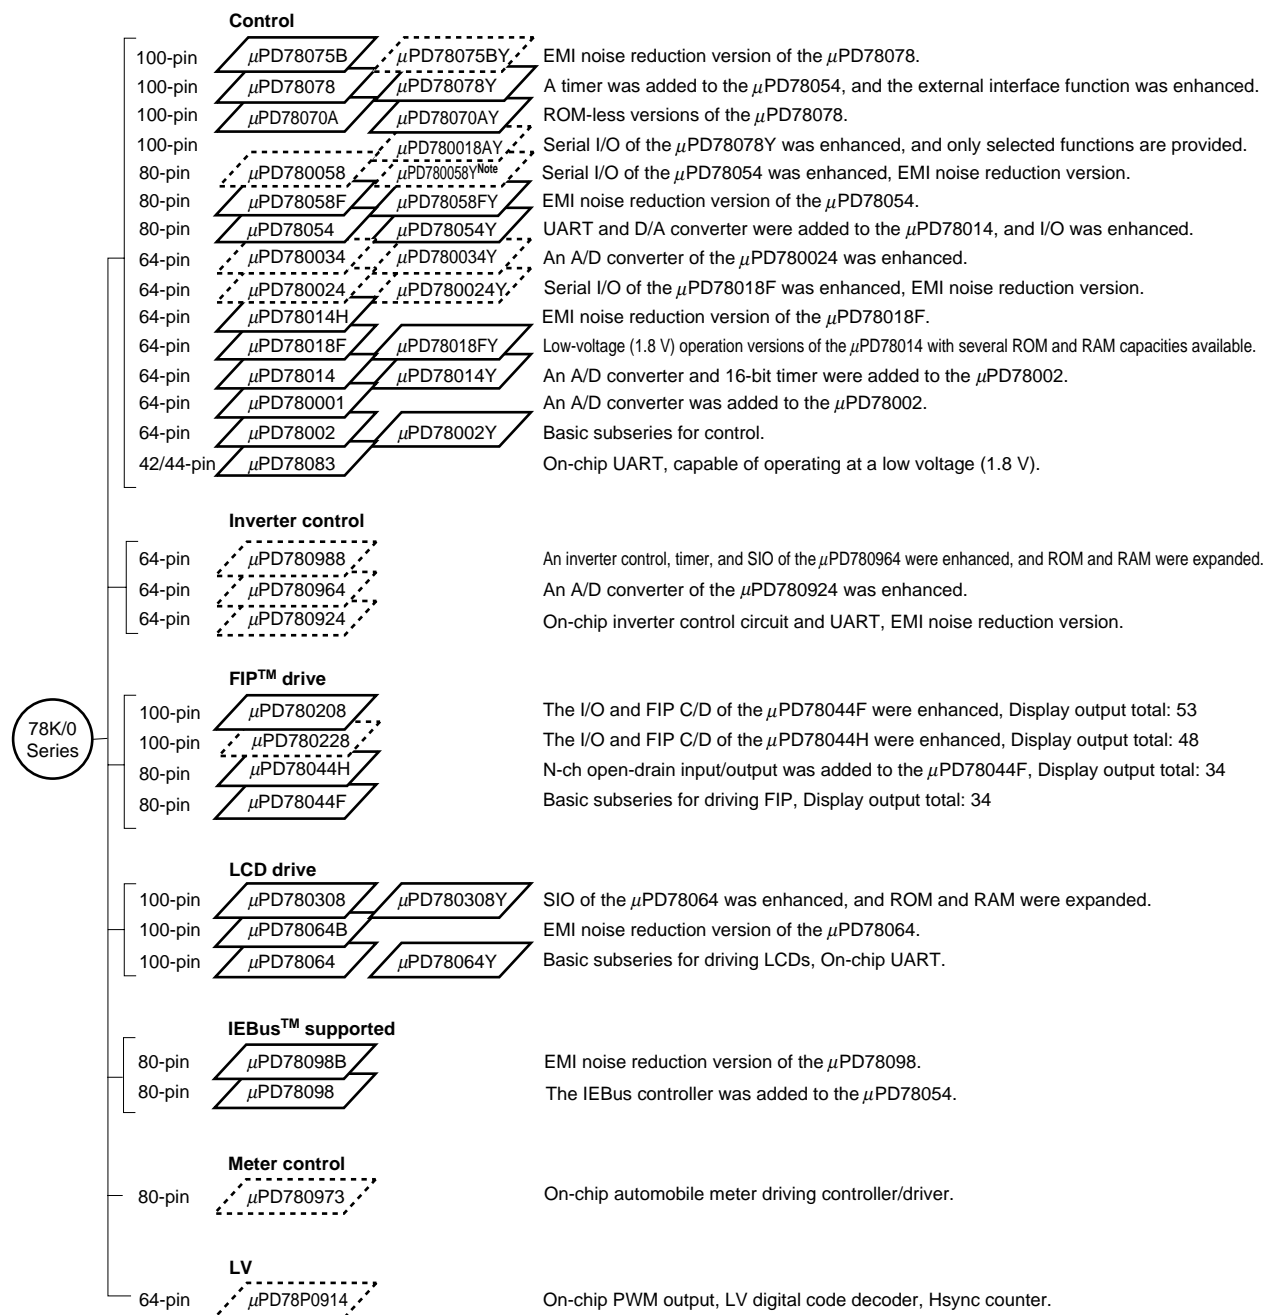 Control
100-pin μPD78075B μPD78075BY EMI noise reduction version of the μPD78078.
100-pin μPD78078 μPD78078Y A timer was added to the μPD78054, and the external interface function was enhanced.
100-pin μPD78070A μPD78070AY ROM-less versions of the μPD78078.
100-pin μPD780018AY Serial I/O of the μPD78078Y was enhanced, and only selected functions are provided.
80-pin μPD780058 μPD780058YNote Serial I/O of the μPD78054 was enhanced, EMI noise reduction version.
80-pin μPD78058F μPD78058FY EMI noise reduction version of the μPD78054.
80-pin μPD78054 μPD78054Y UART and D/A converter were added to the μPD78014, and I/O was enhanced.
64-pin μPD780034 μPD780034Y An A/D converter of the μPD780024 was enhanced.
64-pin μPD780024 μPD780024Y Serial I/O of the μPD78018F was enhanced, EMI noise reduction version.
64-pin μPD78014H EMI noise reduction version of the μPD78018F.
64-pin μPD78018F μPD78018FY Low-voltage (1.8 V) operation versions of the μPD78014 with several ROM and RAM capacities available.
64-pin μPD78014 μPD78014Y An A/D converter and 16-bit timer were added to the μPD78002.
64-pin μPD780001 An A/D converter was added to the μPD78002.
64-pin μPD78002 μPD78002Y Basic subseries for control.
42/44-pin μPD78083 On-chip UART, capable of operating at a low voltage (1.8 V).
Inverter control
64-pin μPD780988 An inverter control, timer, and SIO of the μPD780964 were enhanced, and ROM and RAM were expanded.
64-pin μPD780964 An A/D converter of the μPD780924 was enhanced.
64-pin μPD780924 On-chip inverter control circuit and UART, EMI noise reduction version.
FIP™ drive
78K/0
Series
100-pin μPD780208 The I/O and FIP C/D of the μPD78044F were enhanced, Display output total: 53
100-pin μPD780228 The I/O and FIP C/D of the μPD78044H were enhanced, Display output total: 48
80-pin μPD78044H N-ch open-drain input/output was added to the μPD78044F, Display output total: 34
80-pin μPD78044F Basic subseries for driving FIP, Display output total: 34
LCD drive
100-pin μPD780308 μPD780308Y SIO of the μPD78064 was enhanced, and ROM and RAM were expanded.
100-pin μPD78064B EMI noise reduction version of the μPD78064.
100-pin μPD78064 μPD78064Y Basic subseries for driving LCDs, On-chip UART.
IEBus™ supported
80-pin μPD78098B EMI noise reduction version of the μPD78098.
80-pin μPD78098 The IEBus controller was added to the μPD78054.
Meter control
80-pin μPD780973 On-chip automobile meter driving controller/driver.
LV
64-pin μPD78P0914 On-chip PWM output, LV digital code decoder, Hsync counter.